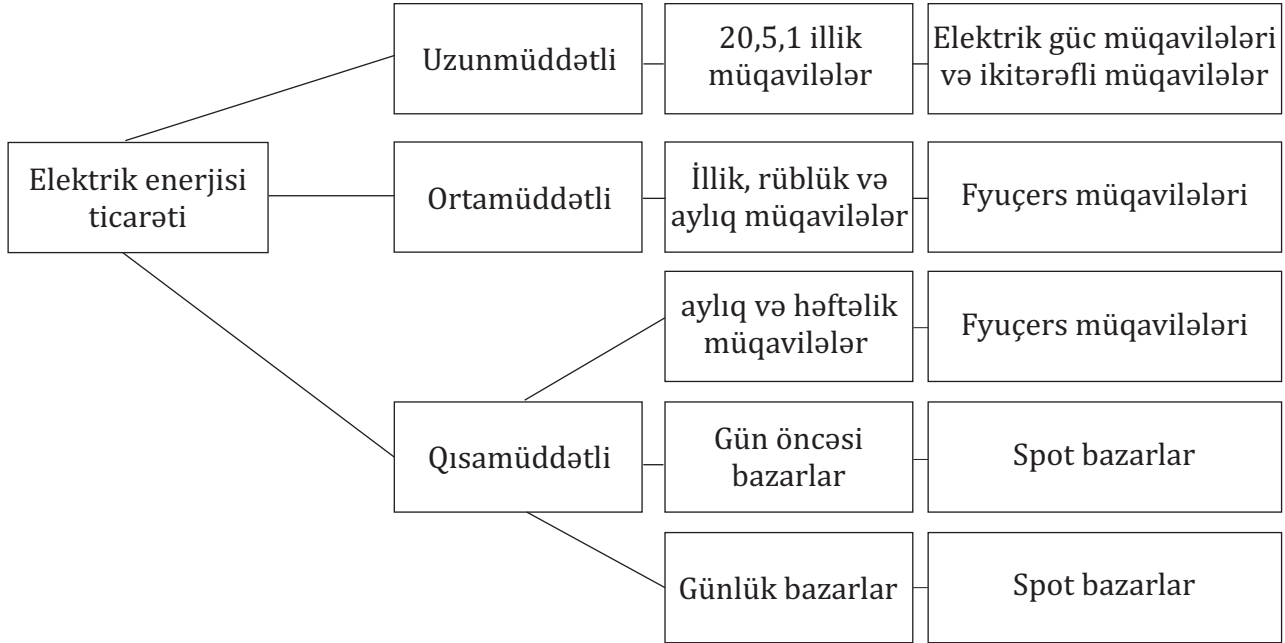 Elektrik enerjisi
ticarəti
Uzunmüddətli
20,5,1 illik
müqavilələr
Elektrik güc müqavilələri
və ikitərəfli müqavilələr
Ortamüddətli
İllik, rüblük və
aylıq müqavilələr
Fyuçers müqavilələri
Qısamüddətli
aylıq və həftəlik
müqavilələr
Fyuçers müqavilələri
Gün öncəsi
bazarlar
Spot bazarlar
Günlük bazarlar
Spot bazarlar